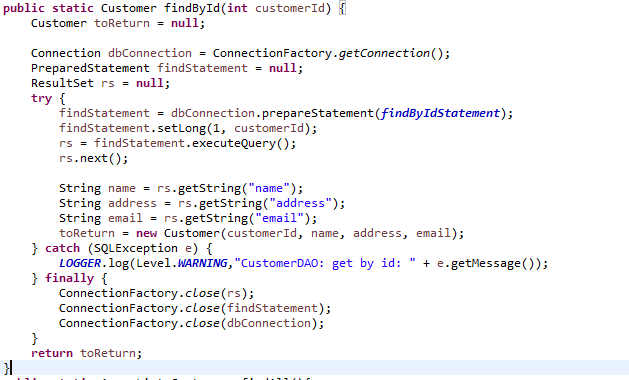 public static Customer findById(int customerId) {
    Customer toReturn = null;

    Connection dbConnection = ConnectionFactory.getConnection();
    PreparedStatement findStatement = null;
    ResultSet rs = null;
    try {
        findStatement = dbConnection.prepareStatement(findByIdStatement);
        findStatement.setLong(1, customerId);
        rs = findStatement.executeQuery();
        rs.next();

        String name = rs.getString("name");
        String address = rs.getString("address");
        String email = rs.getString("email");
        toReturn = new Customer(customerId, name, address, email);
    } catch (SQLException e) {
        LOGGER.log(Level.WARNING,"CustomerDAO: get by id: " + e.getMessage());
    } finally {
        ConnectionFactory.close(rs);
        ConnectionFactory.close(findStatement);
        ConnectionFactory.close(dbConnection);
    }
    return toReturn;
}